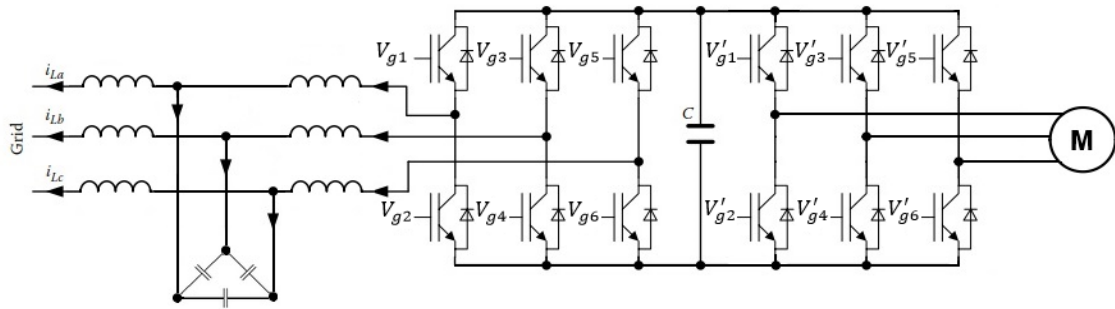 V_g1 V_g3 V_g5 V'_g1 V'_g3 V'_g5
i_La
i_Lb
Grid
i_Lc
C
M
V_g2 V_g4 V_g6 V'_g2 V'_g4 V'_g6